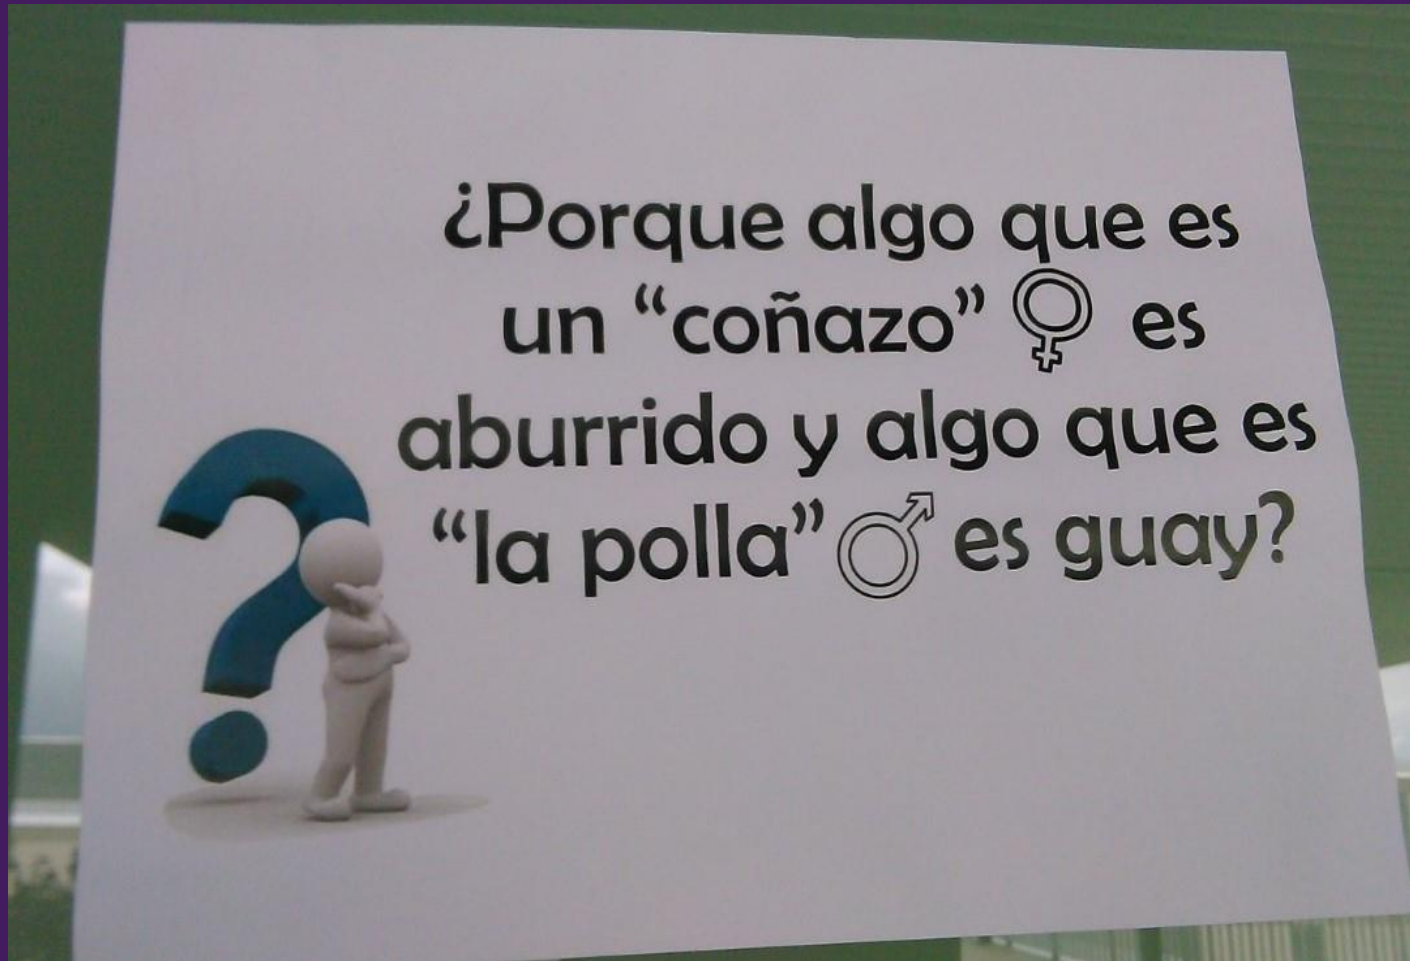 ¿Porque algo que es
un “coñazo” ♀ es
aburrido y algo que es
“la polla” ♂ es guay?